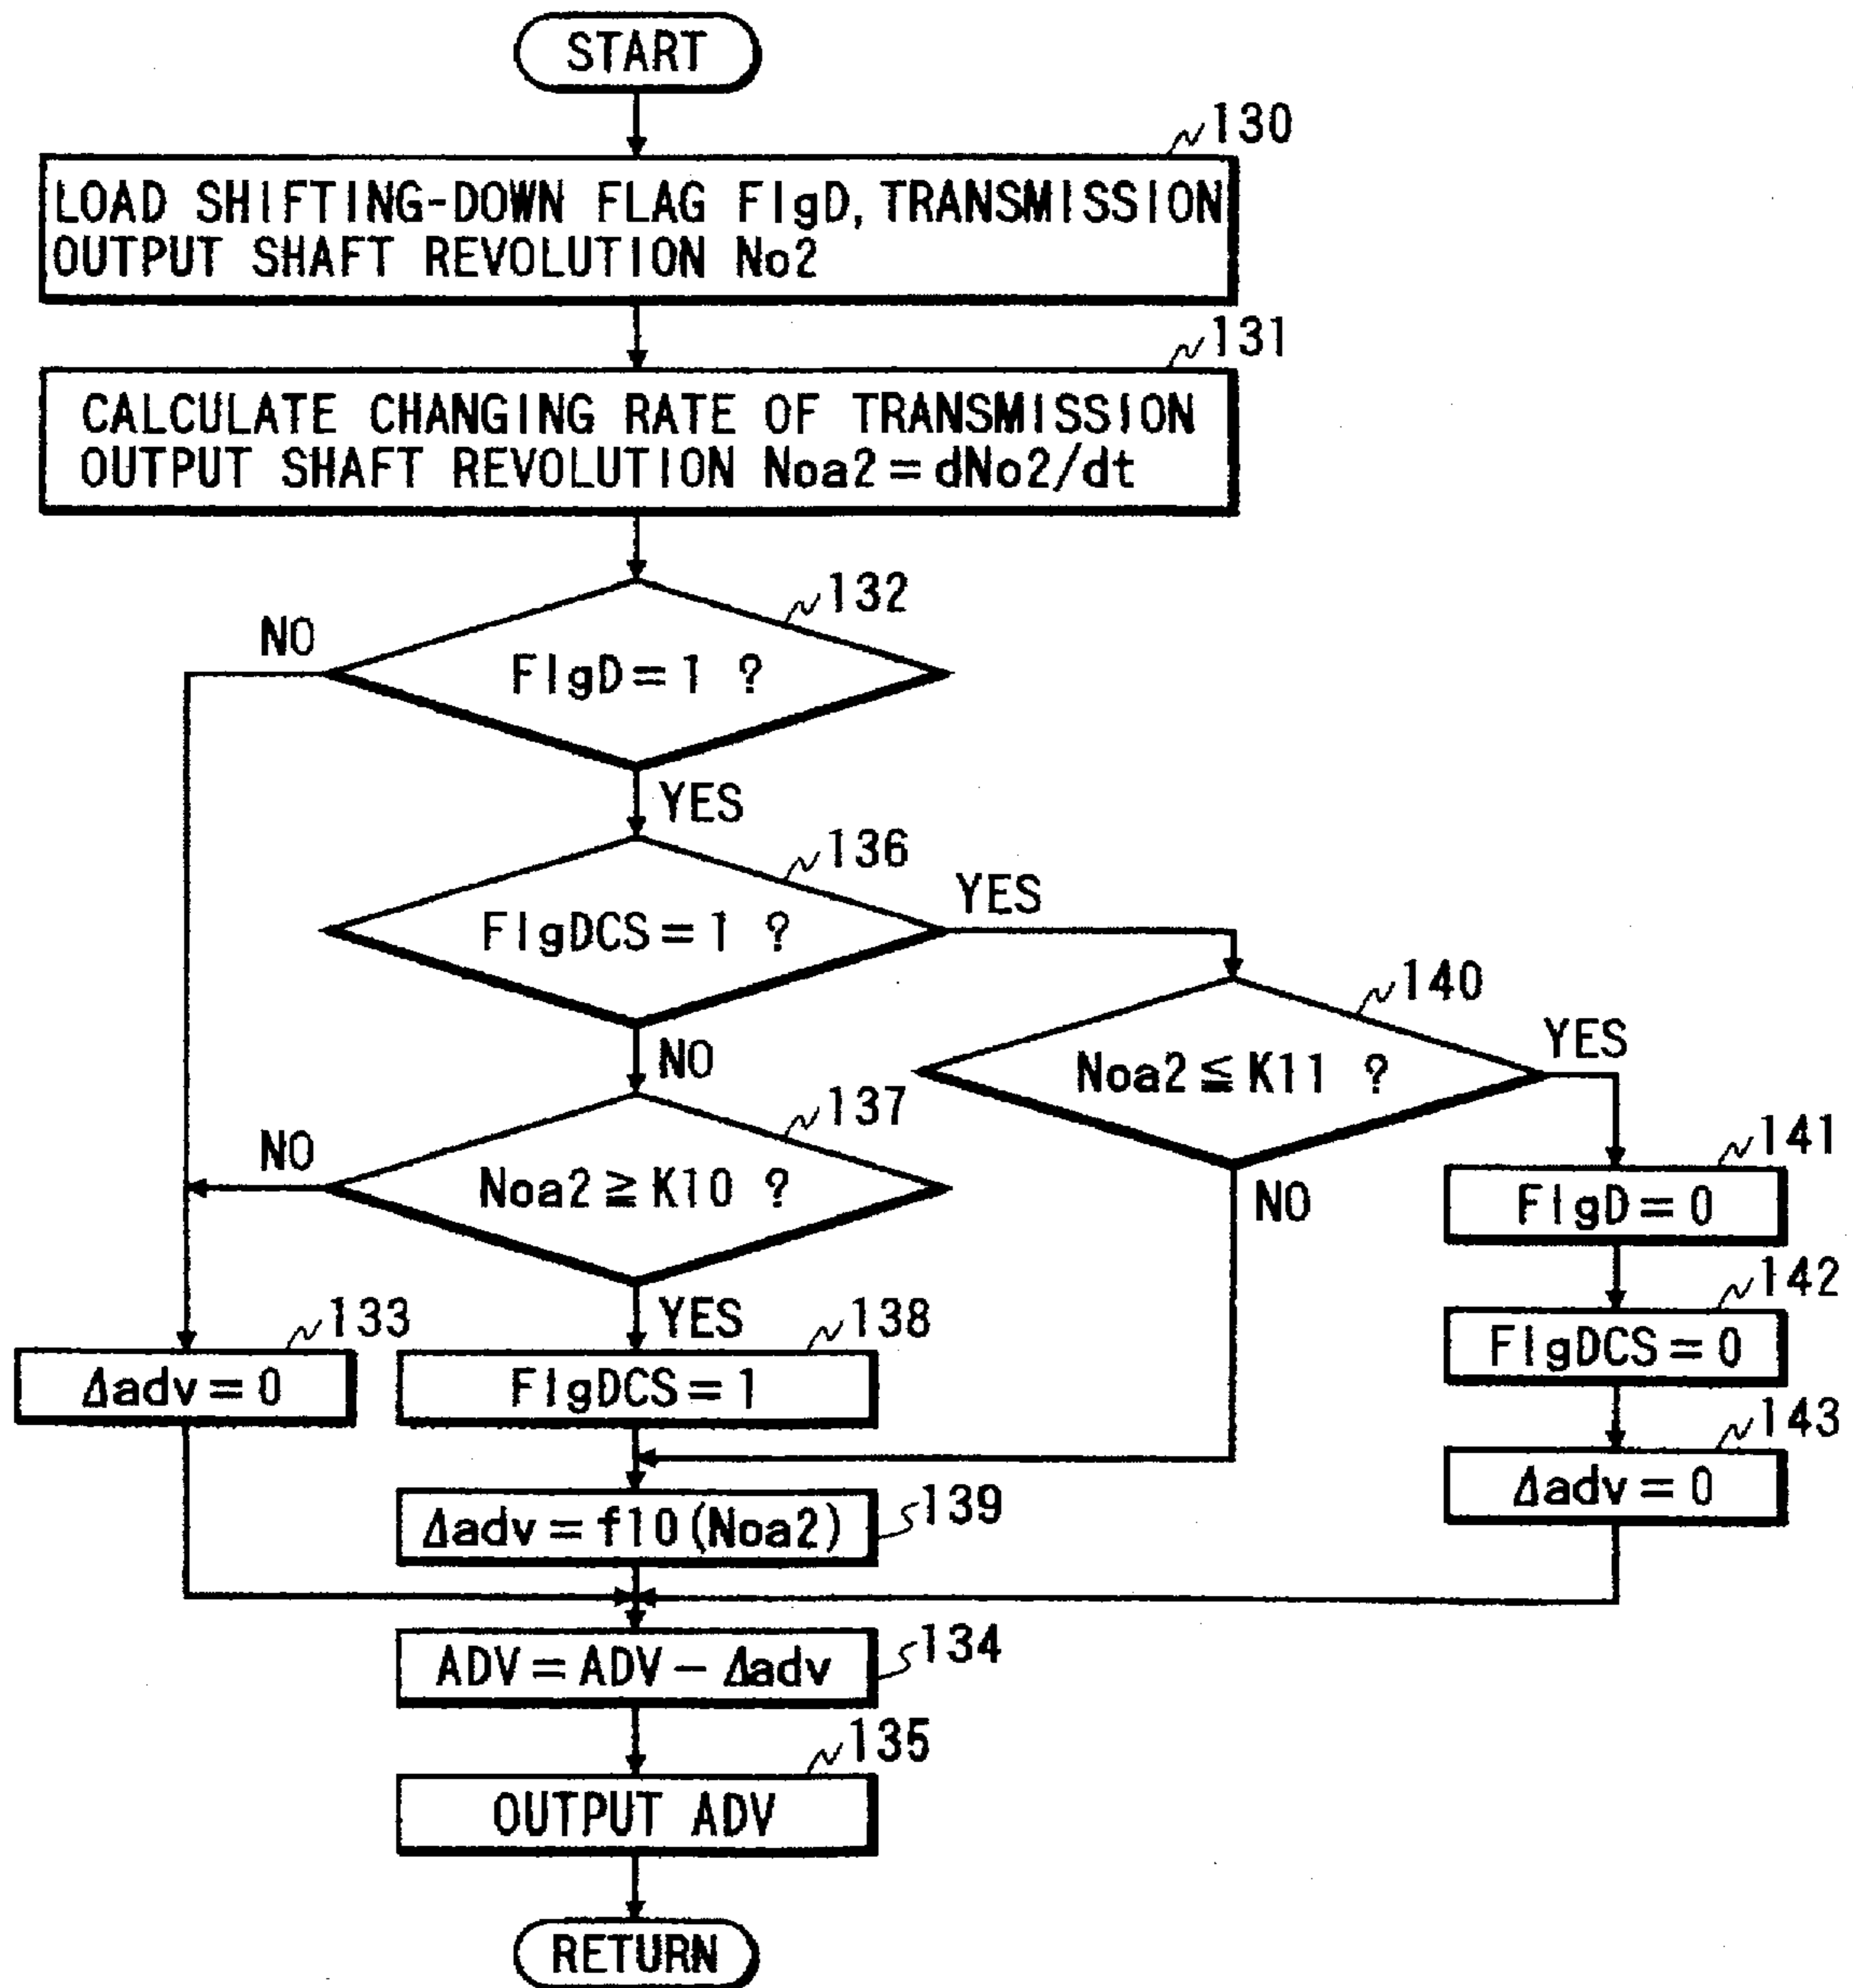 START
130
LOAD SHIFTING-DOWN FLAG FlgD, TRANSMISSION
OUTPUT SHAFT REVOLUTION No2
131
CALCULATE CHANGING RATE OF TRANSMISSION
OUTPUT SHAFT REVOLUTION Noa2=dNo2/dt
132
NO
FlgD=1 ?
YES
136
YES
FlgDCS=1 ?
140
NO
YES
Noa2≦K11 ?
137
NO
Noa2≧K10 ?
NO
141
FlgD=0
YES
142
133
138
FlgDCS=0
Δadv=0
FlgDCS=1
143
Δadv=0
139
Δadv=f10(Noa2)
134
ADV=ADV-Δadv
135
OUTPUT ADV
RETURN